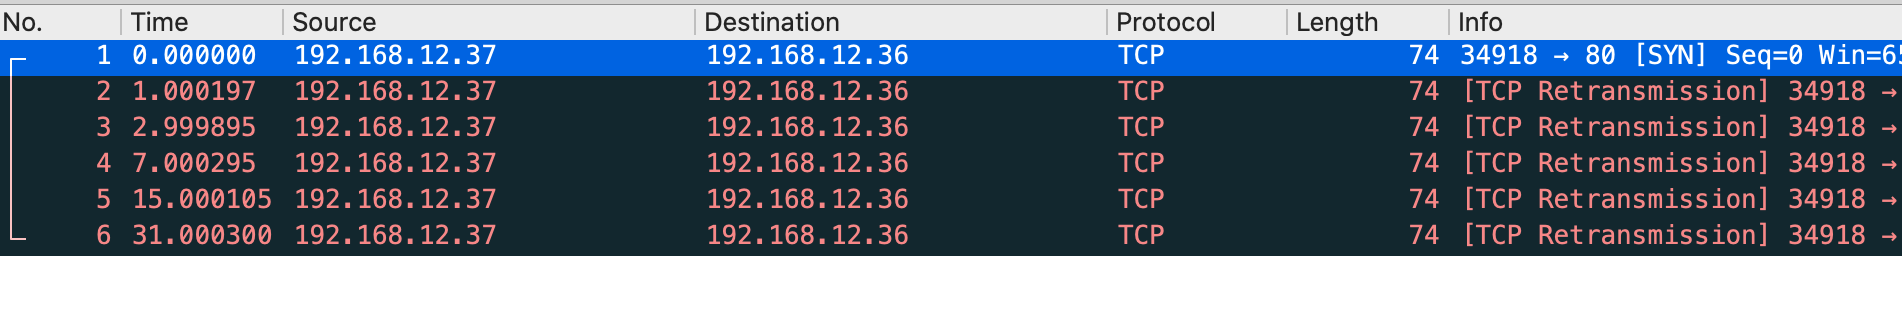 No. Time Source Destination Protocol Length Info
1 0.000000 192.168.12.37 192.168.12.36 TCP 74 34918 → 80 [SYN] Seq=0 Win=65
2 1.000197 192.168.12.37 192.168.12.36 TCP 74 [TCP Retransmission] 34918 →
3 2.999895 192.168.12.37 192.168.12.36 TCP 74 [TCP Retransmission] 34918 →
4 7.000295 192.168.12.37 192.168.12.36 TCP 74 [TCP Retransmission] 34918 →
5 15.000105 192.168.12.37 192.168.12.36 TCP 74 [TCP Retransmission] 34918 →
6 31.000300 192.168.12.37 192.168.12.36 TCP 74 [TCP Retransmission] 34918 →